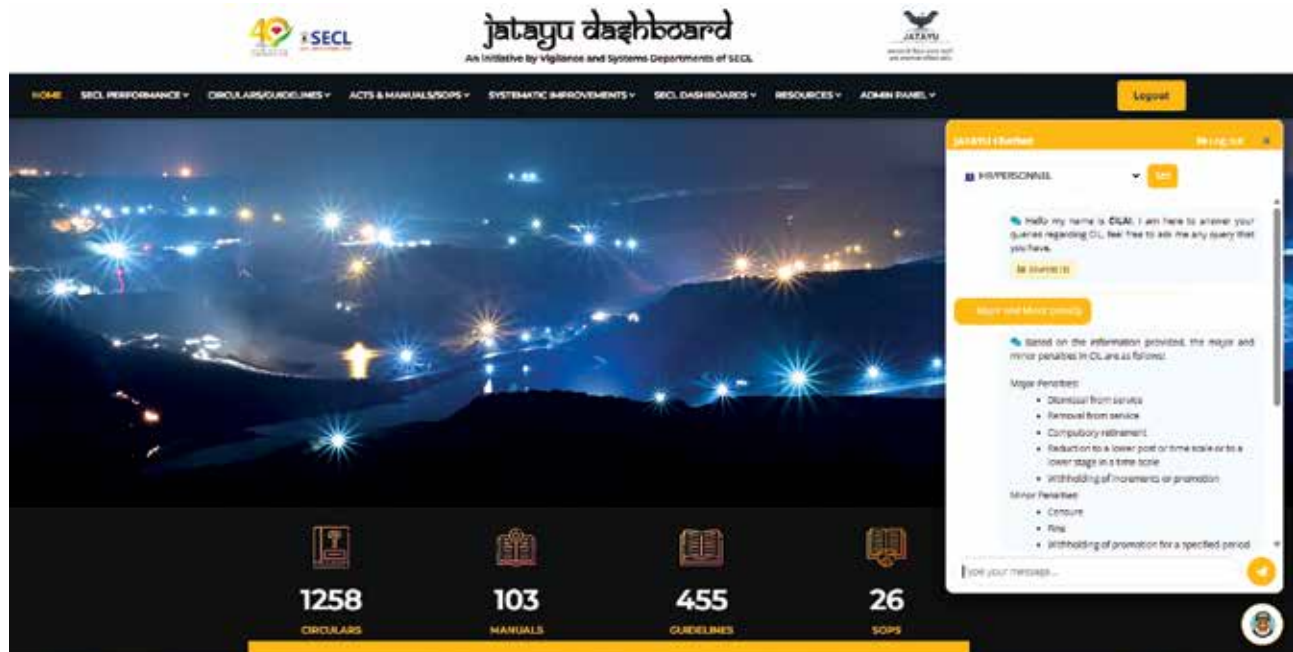 SECL
jatayu dashboard
An Initiative by Vigilance and Systems Departments of SECL
JATAYU
HOME SECL PERFORMANCE CIRCULARS/GUIDELINES ACTS & MANUALS/SOPS SYSTEMATIC IMPROVEMENTS SECL DASHBOARDS RESOURCES ADMIN PANEL Logout
Log out
HR/PERSONNEL SET
Hello my name is CILAI. I am here to answer your
queries regarding CIL, feel free to ask me any query that
you have.
Major and Minor penalty
Based on the information provided, the major and
minor penalties in CIL are as follows:
Major Penalties:
Dismissal from service
Removal from service
Compulsory retirement
Reduction to a lower post or time scale or to a
lower stage in a time scale
Withholding of increments or promotion
Minor Penalties:
Censure
Fine
Withholding of promotion for a specified period
Type your message...
1258 103 455 26
CIRCULARS MANUALS GUIDELINES SOPS